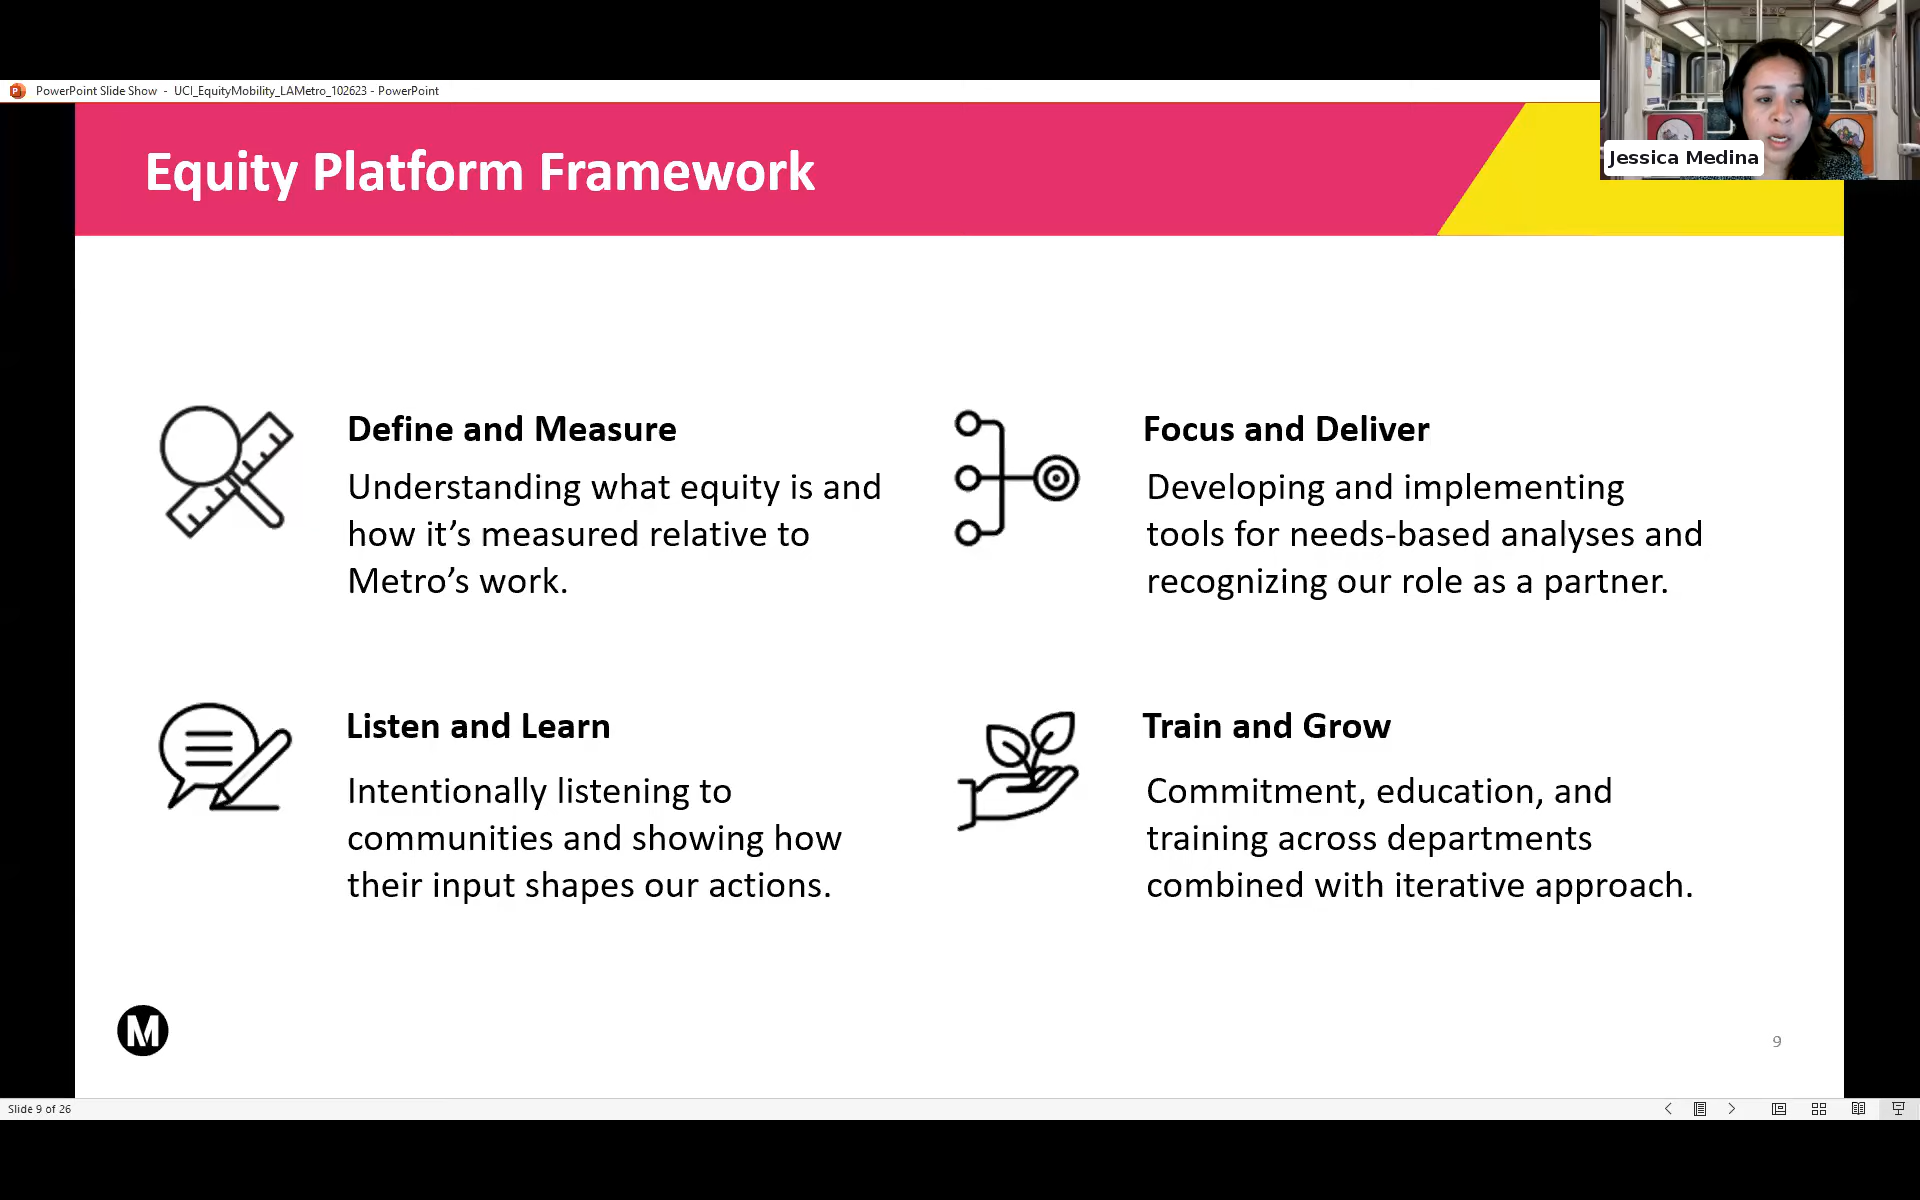 PowerPoint Slide Show - UCI_EquityMobility_LAMetro_102623 - PowerPoint
Jessica Medina
Equity Platform Framework
Define and Measure
Understanding what equity is and
how it’s measured relative to
Metro’s work.
Focus and Deliver
Developing and implementing
tools for needs-based analyses and
recognizing our role as a partner.
Listen and Learn
Intentionally listening to
communities and showing how
their input shapes our actions.
Train and Grow
Commitment, education, and
training across departments
combined with iterative approach.
M
9
Slide 9 of 26